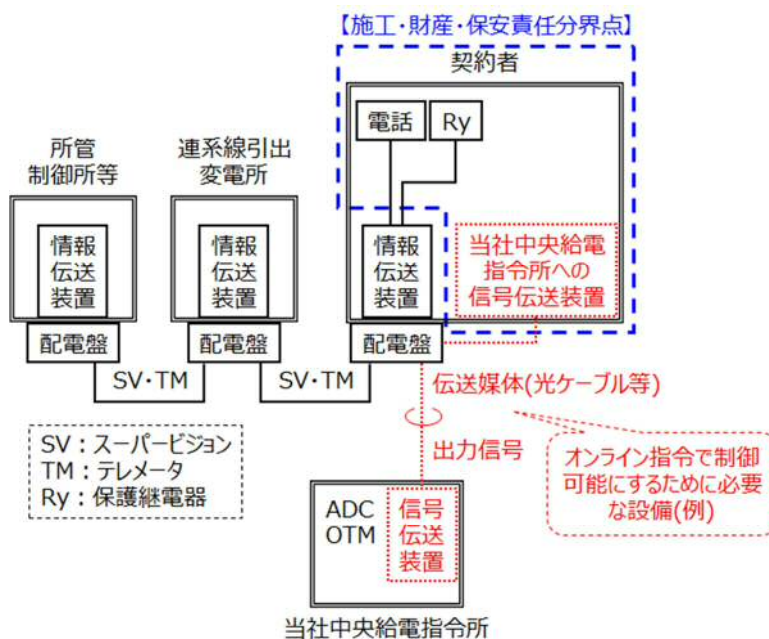 【施工・財産・保安責任分界点】
契約者
電話
Ry
所管
制御所等
連系線引出
変電所
情報
伝送
装置
情報
伝送
装置
情報
伝送
装置
当社中央給電
指令所への
信号伝送装置
配電盤
配電盤
配電盤
SV・TM
SV・TM
伝送媒体(光ケーブル等)
出力信号
SV:スーパービジョン
TM:テレメータ
Ry:保護継電器
オンライン指令で制御
可能にするために必要
な設備(例)
ADC
OTM
信号
伝送
装置
当社中央給電指令所